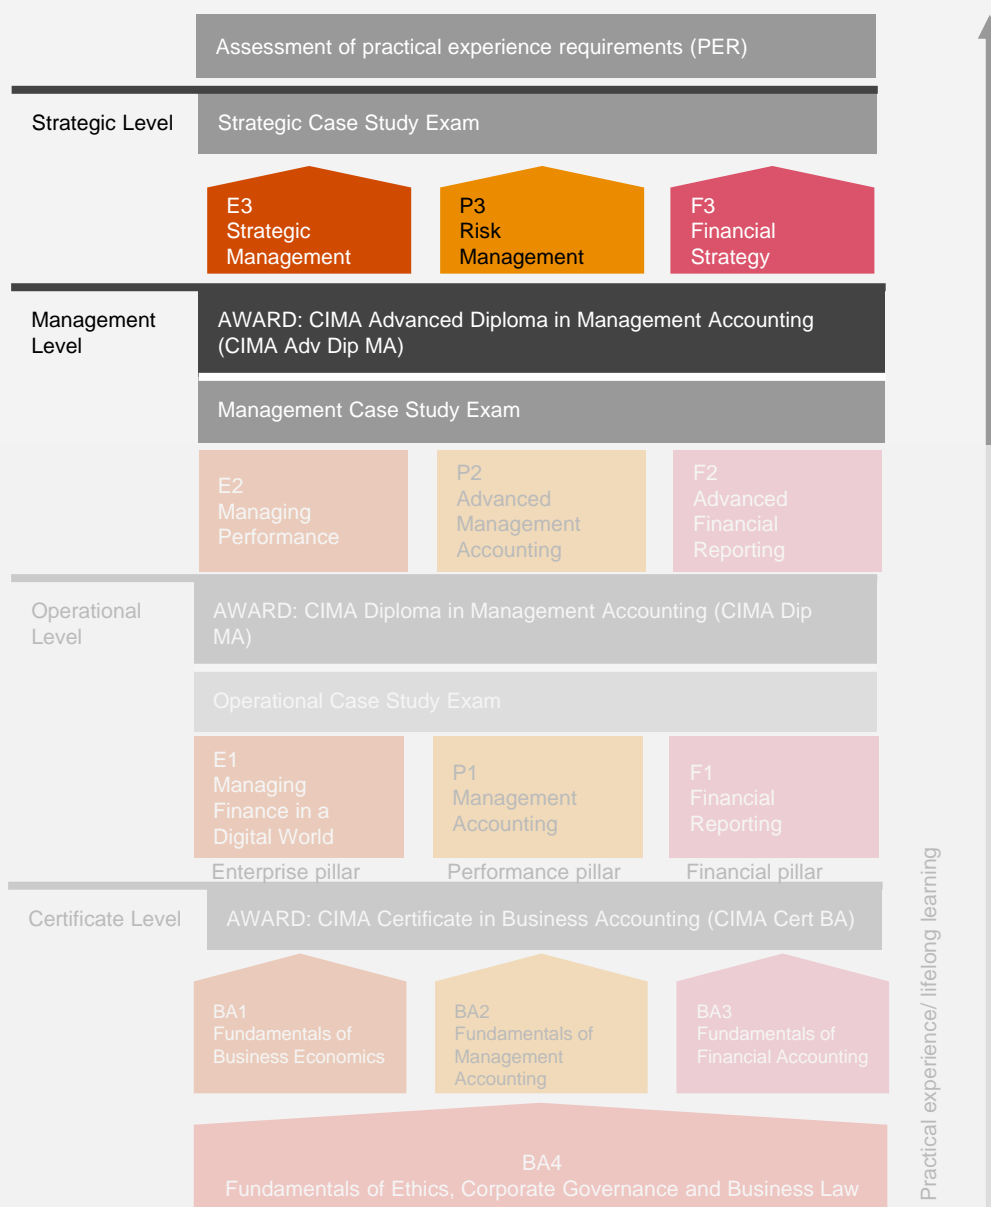 Assessment of practical experience requirements (PER)
Strategic Level
Strategic Case Study Exam
E3
Strategic
Management
P3
Risk
Management
F3
Financial
Strategy
Management
Level
AWARD: CIMA Advanced Diploma in Management Accounting
(CIMA Adv Dip MA)
Management Case Study Exam
E2
Managing
Performance
P2
Advanced
Management
Accounting
F2
Advanced
Financial
Reporting
Operational
Level
AWARD: CIMA Diploma in Management Accounting (CIMA Dip
MA)
Operational Case Study Exam
E1
Managing
Finance in a
Digital World
P1
Management
Accounting
F1
Financial
Reporting
Enterprise pillar
Performance pillar
Financial pillar
Certificate Level
AWARD: CIMA Certificate in Business Accounting (CIMA Cert BA)
BA1
Fundamentals of
Business Economics
BA2
Fundamentals of
Management
Accounting
BA3
Fundamentals of
Financial Accounting
BA4
Fundamentals of Ethics, Corporate Governance and Business Law
Practical experience/ lifelong learning